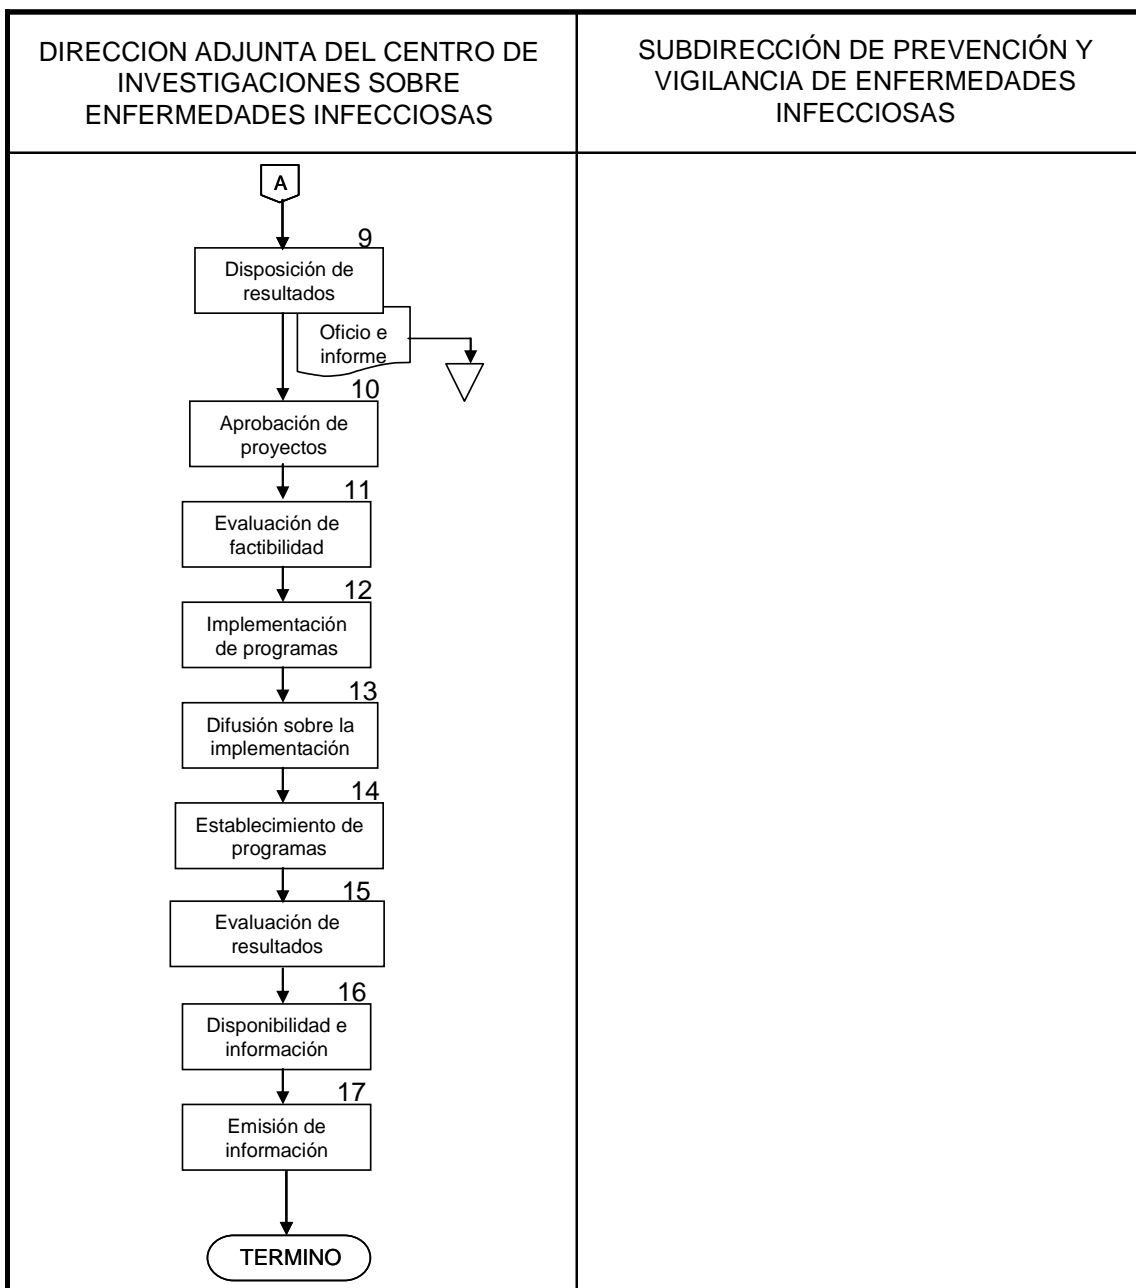 DIRECCION ADJUNTA DEL CENTRO DE
INVESTIGACIONES SOBRE
ENFERMEDADES INFECCIOSAS
SUBDIRECCIÓN DE PREVENCIÓN Y
VIGILANCIA DE ENFERMEDADES
INFECCIOSAS
A
9
Disposición de
resultados
Oficio e
informe
10
Aprobación de
proyectos
11
Evaluación de
factibilidad
12
Implementación
de programas
13
Difusión sobre la
implementación
14
Establecimiento de
programas
15
Evaluación de
resultados
16
Disponibilidad e
información
17
Emisión de
información
TERMINO